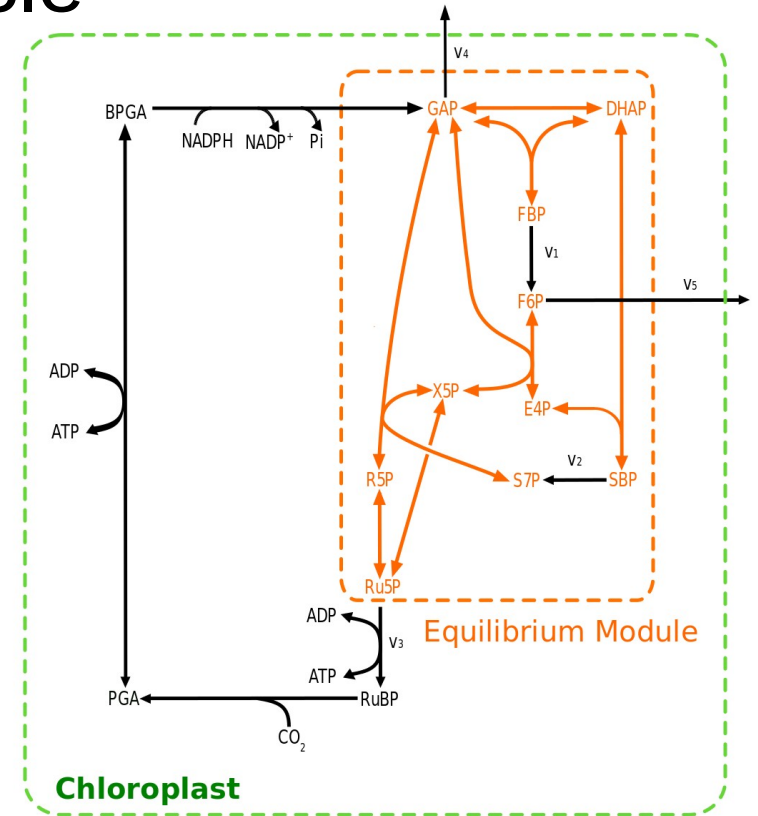 V4
BPGA
GAP
DHAP
NADPH
NADP+
Pi
FBP
V1
F6P
V5
ADP
X5P
E4P
ATP
V2
R5P
S7P
SBP
Ru5P
ADP
V3
Equilibrium Module
ATP
PGA
RuBP
CO2
Chloroplast